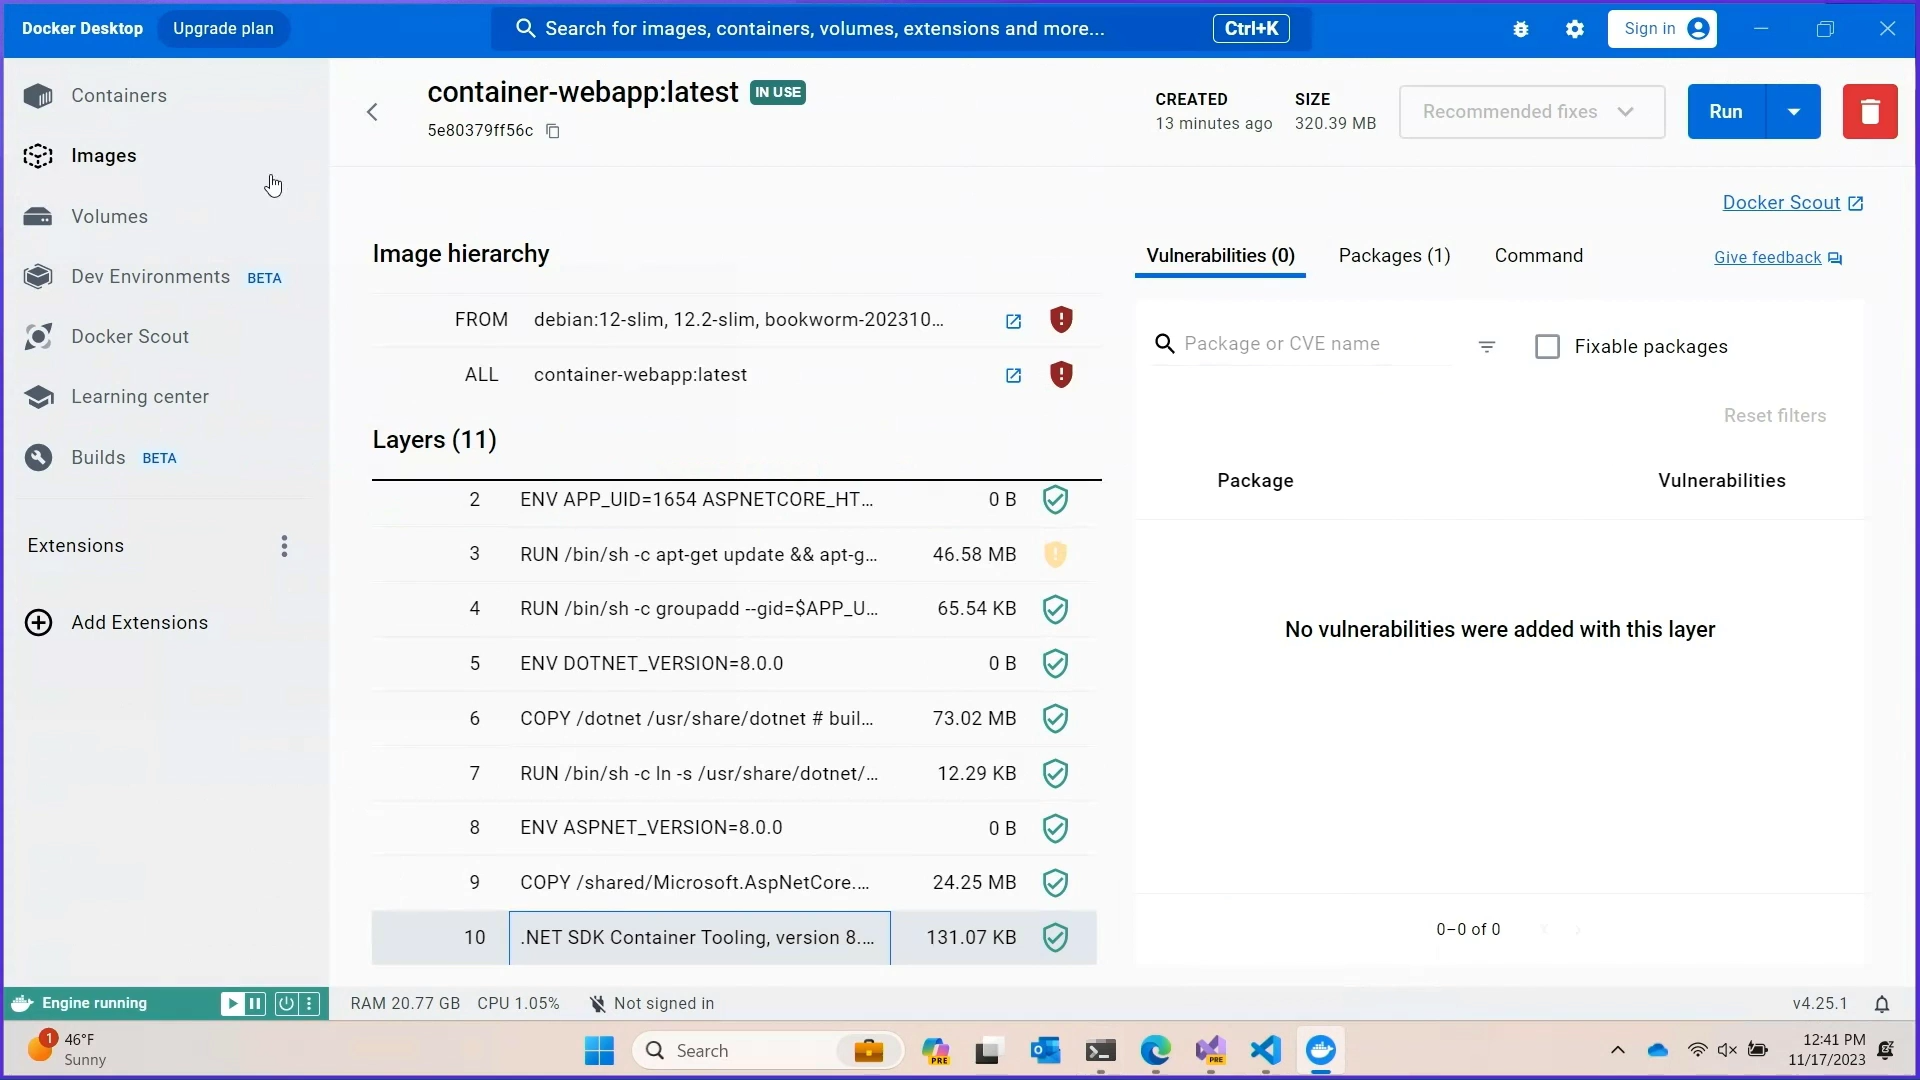 Docker Desktop
Upgrade plan
Search for images, containers, volumes, extensions and more...
Ctrl+K
Sign in
Containers
Images
Volumes
Dev Environments BETA
Docker Scout
Learning center
Builds BETA
Extensions
Add Extensions
container-webapp:latest IN USE
5e80379ff56c
CREATED
13 minutes ago
SIZE
320.39 MB
Recommended fixes
Run
Docker Scout
Image hierarchy
FROM debian:12-slim, 12.2-slim, bookworm-202310...
ALL container-webapp:latest
Layers (11)
2 ENV APP_UID=1654 ASPNETCORE_HT... 0 B
3 RUN /bin/sh -c apt-get update && apt-g... 46.58 MB
4 RUN /bin/sh -c groupadd --gid=$APP_U... 65.54 KB
5 ENV DOTNET_VERSION=8.0.0 0 B
6 COPY /dotnet /usr/share/dotnet # buil... 73.02 MB
7 RUN /bin/sh -c ln -s /usr/share/dotnet/... 12.29 KB
8 ENV ASPNET_VERSION=8.0.0 0 B
9 COPY /shared/Microsoft.AspNetCore.... 24.25 MB
10 .NET SDK Container Tooling, version 8.... 131.07 KB
Vulnerabilities (0)
Packages (1)
Command
Give feedback
Package or CVE name
Fixable packages
Reset filters
Package Vulnerabilities
No vulnerabilities were added with this layer
0–0 of 0
Engine running
RAM 20.77 GB CPU 1.05%
Not signed in
v4.25.1
1
46°F
Sunny
Search
PRE
PRE
12:41 PM
11/17/2023